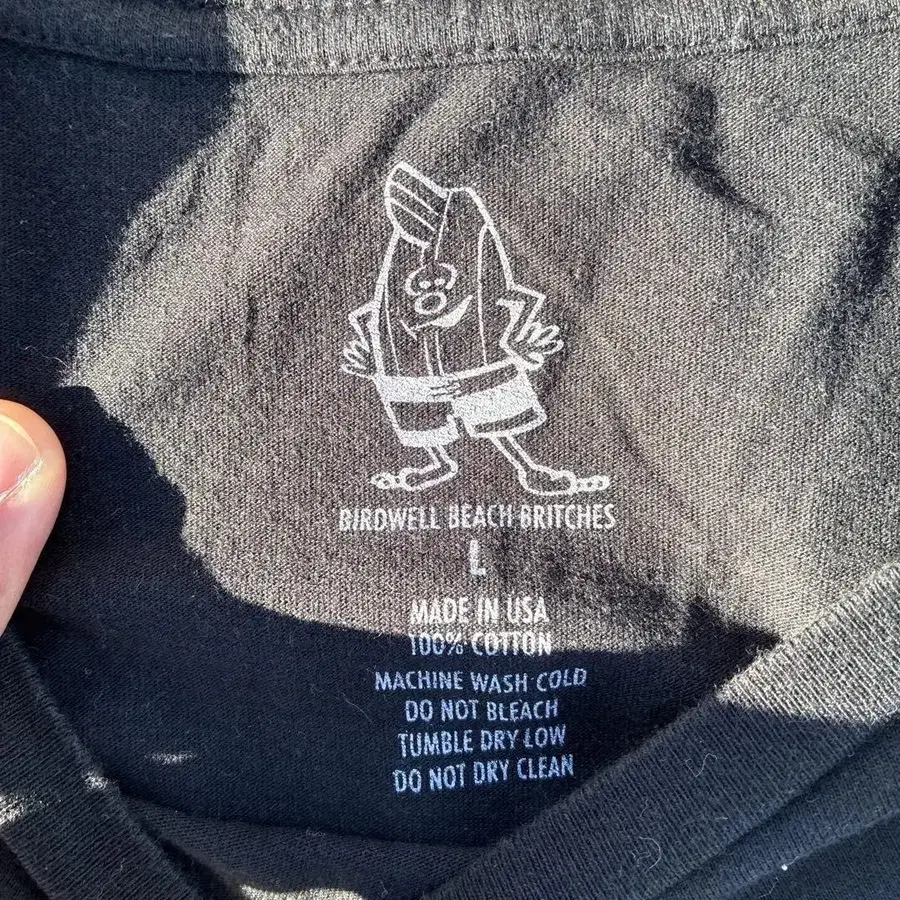 BIRDWELL BEACH BRITCHES
L
MADE IN USA
100% COTTON
MACHINE WASH COLD
DO NOT BLEACH
TUMBLE DRY LOW
DO NOT DRY CLEAN